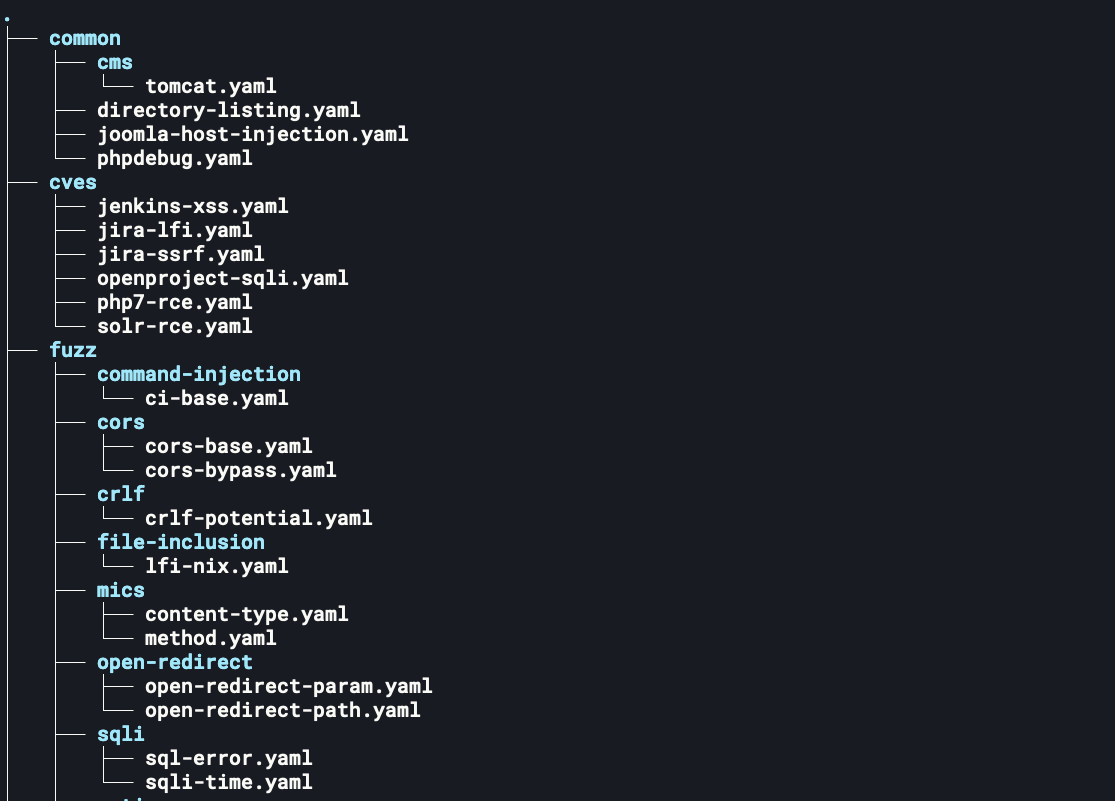 .
common
cms
tomcat.yaml
directory-listing.yaml
joomla-host-injection.yaml
phpdebug.yaml
cves
jenkins-xss.yaml
jira-lfi.yaml
jira-ssrf.yaml
openproject-sqli.yaml
php7-rce.yaml
solr-rce.yaml
fuzz
command-injection
ci-base.yaml
cors
cors-base.yaml
cors-bypass.yaml
crlf
crlf-potential.yaml
file-inclusion
lfi-nix.yaml
mics
content-type.yaml
method.yaml
open-redirect
open-redirect-param.yaml
open-redirect-path.yaml
sqli
sql-error.yaml
sqli-time.yaml